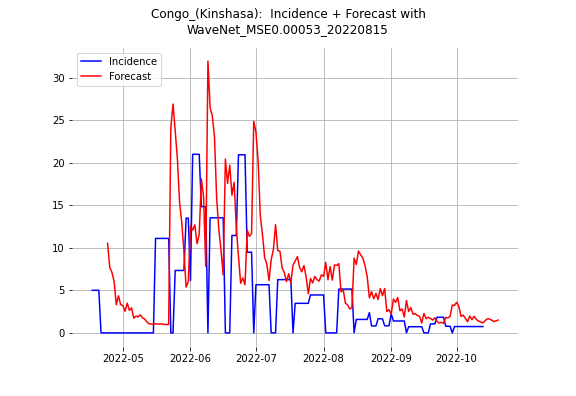 Congo_(Kinshasa):  Incidence + Forecast with
WaveNet_MSE0.00053_20220815
Incidence
Forecast
30
25
20
15
10
5
0
2022-05 2022-06 2022-07 2022-08 2022-09 2022-10